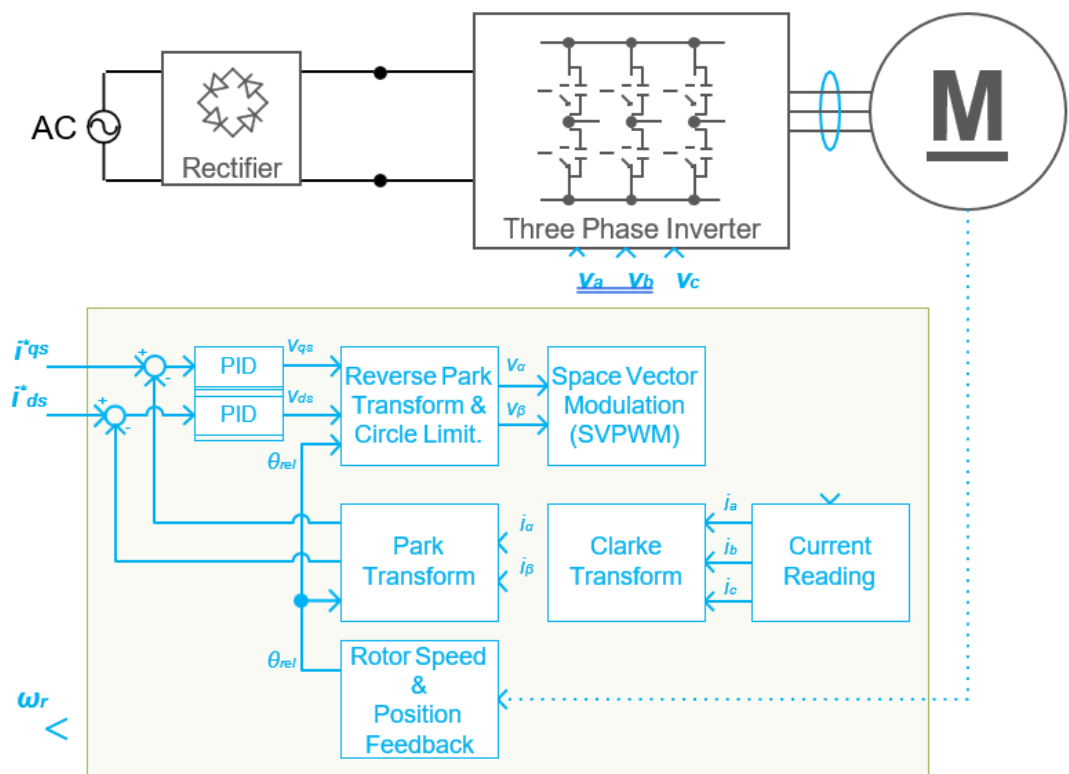 AC
Rectifier
Three Phase Inverter
M
va vb vc
i*qs
i*ds
+
-
+
-
PID
PID
vqs
vds
θrel
Reverse Park
Transform &
Circle Limit.
vα
vβ
Space Vector
Modulation
(SVPWM)
Park
Transform
iα
iβ
Clarke
Transform
ia
ib
ic
Current
Reading
θrel
Rotor Speed
&
Position
Feedback
ωr